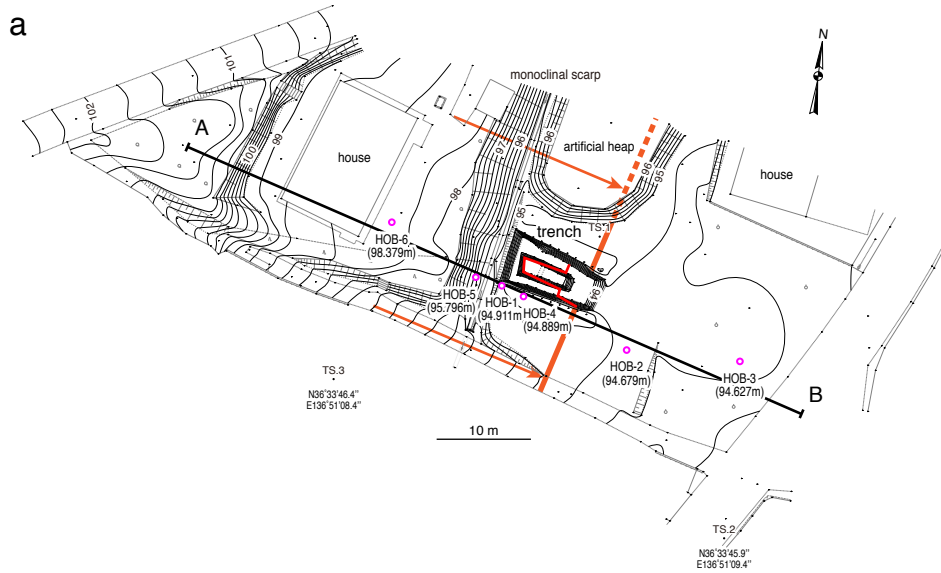 a
N
monoclinal scarp
101
102
A
100
99
house
97
96
96
artificial heap
96
95
98
house
95
TS.1
trench
HOB-6
(98.379m)
94
HOB-5
(95.796m)
HOB-1
(94.911m
HOB-4
(94.889m)
HOB-2
(94.679m)
HOB-3
(94.627m)
B
TS.3
N36°33'46.4"
E136°51'08.4"
10 m
TS.2
N36°33'45.9"
E136°51'09.4"